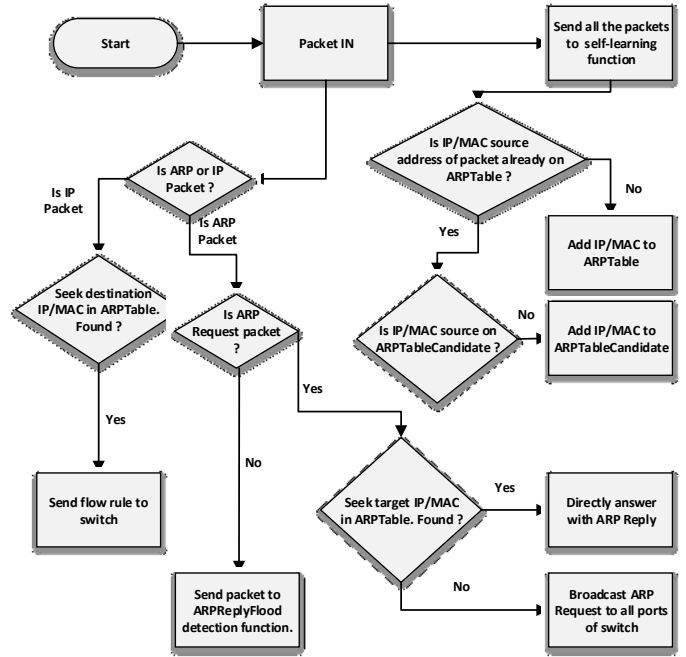 Start
Packet IN
Send all the packets
to self-learning
function
Is ARP or IP
Packet ?
Is IP/MAC source
address of packet already on
ARPTable ?
Is IP
Packet
Is ARP
Packet
No
Yes
Add IP/MAC to
ARPTable
Seek destination
IP/MAC in ARPTable.
Found ?
Is ARP
Request packet
?
Is IP/MAC source on
ARPTableCandidate ?
No
Add IP/MAC to
ARPTableCandidate
Yes
Yes
No
Send flow rule to
switch
Seek target IP/MAC
in ARPTable. Found ?
Yes
Directly answer
with ARP Reply
No
Send packet to
ARPReplyFlood
detection function.
Broadcast ARP
Request to all ports
of switch